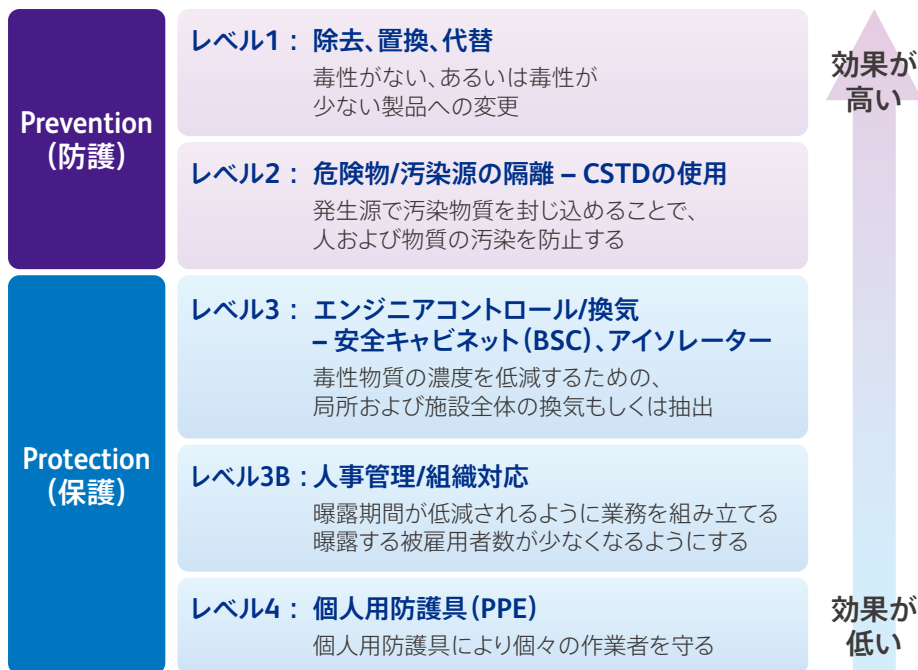 Prevention
(防護)
レベル1： 除去、置換、代替
毒性がない、あるいは毒性が
少ない製品への変更
レベル2： 危険物/汚染源の隔離 – CSTDの使用
発生源で汚染物質を封じ込めることで、
人および物質の汚染を防止する
Protection
(保護)
レベル3： エンジニアコントロール/換気
– 安全キャビネット(BSC)、アイソレーター
毒性物質の濃度を低減するための、
局所および施設全体の換気もしくは抽出
レベル3B：人事管理/組織対応
曝露期間が低減されるように業務を組み立てる
曝露する被雇用者数が少なくなるようにする
レベル4： 個人用防護具(PPE)
個人用防護具により個々の作業者を守る
効果が
高い
効果が
低い